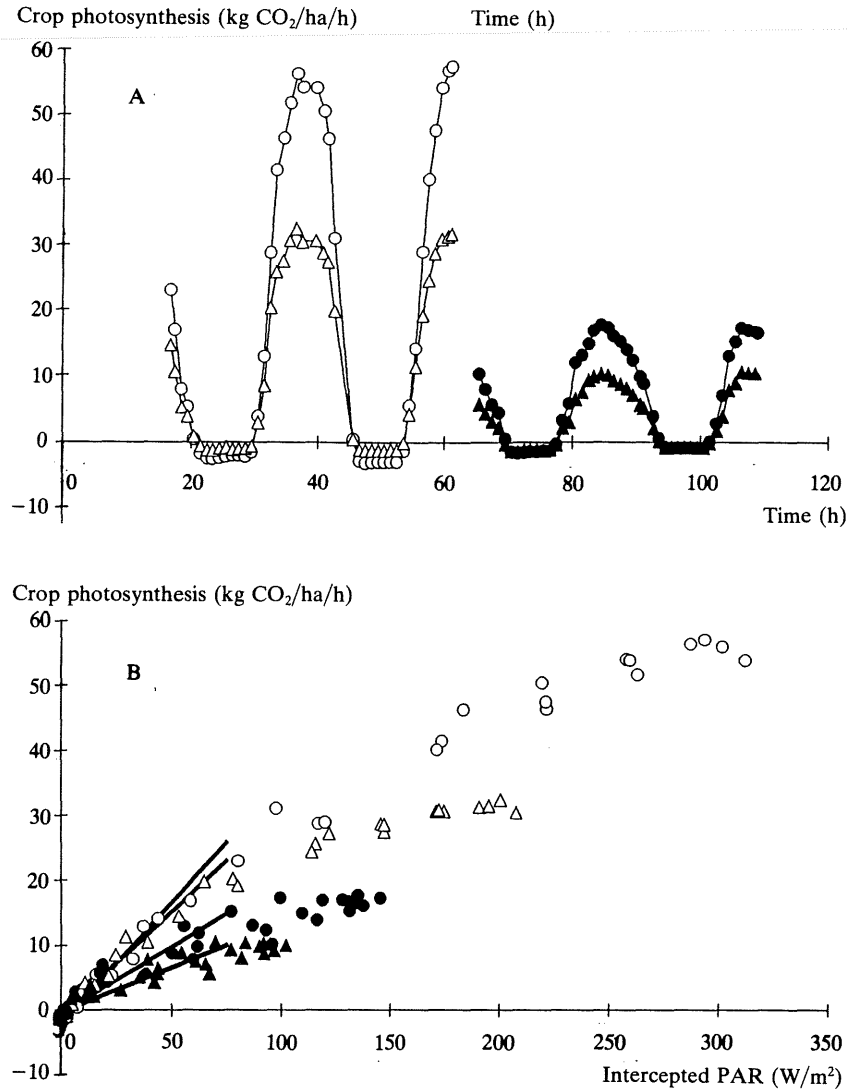 Crop photosynthesis (kg CO₂/ha/h) Time (h)
60
A
50
40
30
20
10
0
0 20 40 60 80 100 120
−10
Time (h)
Crop photosynthesis (kg CO₂/ha/h)
60
B
50
40
30
20
10
0
0 50 100 150 200 250 300 350
−10
Intercepted PAR (W/m²)